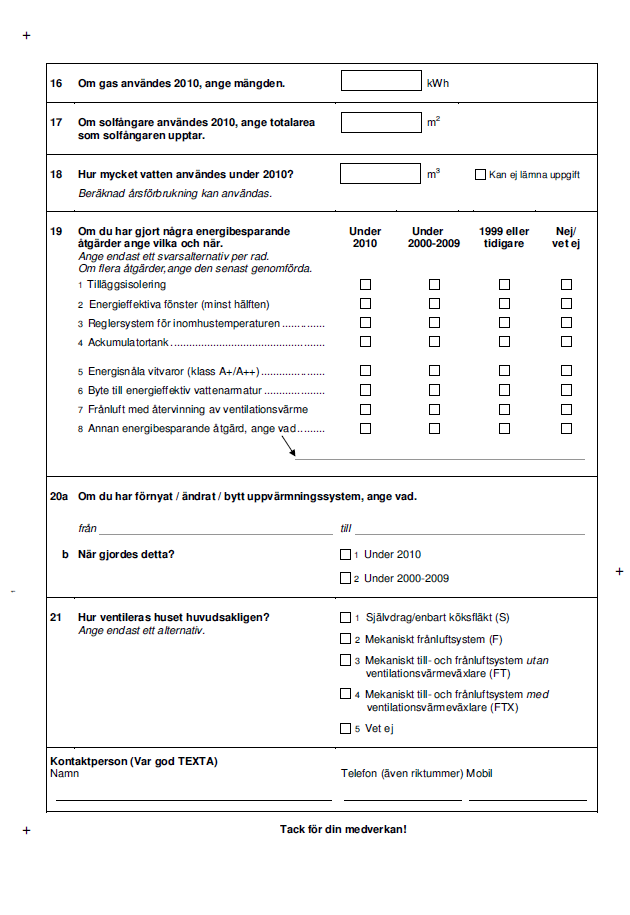 16 Om gas användes 2010, ange mängden. kWh
17 Om solfångare användes 2010, ange totalarea m²
som solfångaren upptar.
18 Hur mycket vatten användes under 2010? m³ Kan ej lämna uppgift
Beräknad årsförbrukning kan användas.
19 Om du har gjort några energibesparande Under Under 1999 eller Nej/
åtgärder ange vilka och när. 2010 2000-2009 tidigare vet ej
Ange endast ett svarsalternativ per rad.
Om flera åtgärder,ange den senast genomförda.
1 Tilläggsisolering
2 Energieffektiva fönster (minst hälften)
3 Reglersystem för inomhustemperaturen ..............
4 Ackumulatortank .................................................
5 Energisnåla vitvaror (klass A+/A++) ....................
6 Byte till energieffektiv vattenarmatur ...................
7 Frånluft med återvinning av ventilationsvärme
8 Annan energibesparande åtgärd, ange vad .........
20a Om du har förnyat / ändrat / bytt uppvärmningssystem, ange vad.
från till
b När gjordes detta? 1 Under 2010
2 Under 2000-2009
21 Hur ventileras huset huvudsakligen? 1 Självdrag/enbart köksfläkt (S)
Ange endast ett alternativ.
2 Mekaniskt frånluftsystem (F)
3 Mekaniskt till- och frånluftsystem utan
ventilationsvärmeväxlare (FT)
4 Mekaniskt till- och frånluftsystem med
ventilationsvärmeväxlare (FTX)
5 Vet ej
Kontaktperson (Var god TEXTA)
Namn Telefon (även riktummer) Mobil
Tack för din medverkan!